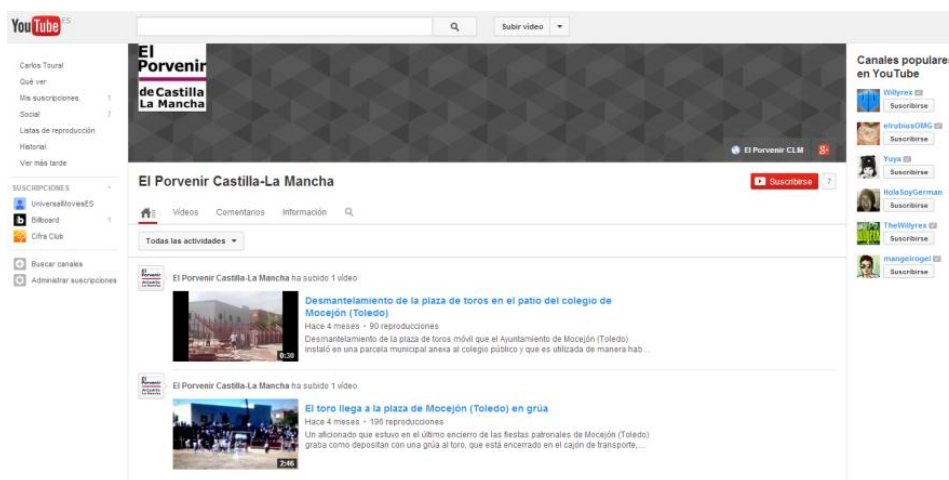 YouTube ES
Subir vídeo
Carlos Toural
Qué ver
Mis suscripciones 1
Social 7
Listas de reproducción
Historial
Ver más tarde
SUSCRIPCIONES
UniversalMoviesES
Billboard 1
Cifra Club
Buscar canales
Administrar suscripciones
El
Porvenir
de Castilla
La Mancha
El Porvenir CLM
El Porvenir Castilla-La Mancha
Suscribirse 7
Vídeos Comentarios Información
Todas las actividades
El Porvenir Castilla-La Mancha ha subido 1 vídeo
Desmantelamiento de la plaza de toros en el patio del colegio de
Mocejón (Toledo)
Hace 4 meses • 90 reproducciones
Desmantelamiento de la plaza de toros móvil que el Ayuntamiento de Mocejón (Toledo)
instaló en una parcela municipal anexa al colegio público y que es utilizada de manera hab...
0:30
El Porvenir Castilla-La Mancha ha subido 1 vídeo
El toro llega a la plaza de Mocejón (Toledo) en grúa
Hace 4 meses • 196 reproducciones
Un aficionado que estuvo en el último encierro de las fiestas patronales de Mocejón (Toledo)
graba como depositan con una grúa al toro, que está encerrado en el cajón de transporte,...
2:46
Canales populares
en YouTube
Willyrex
Suscribirse
elrubiusOMG
Suscribirse
Yuya
Suscribirse
HolaSoyGerman
Suscribirse
TheWillyrex
Suscribirse
mangelrogel
Suscribirse